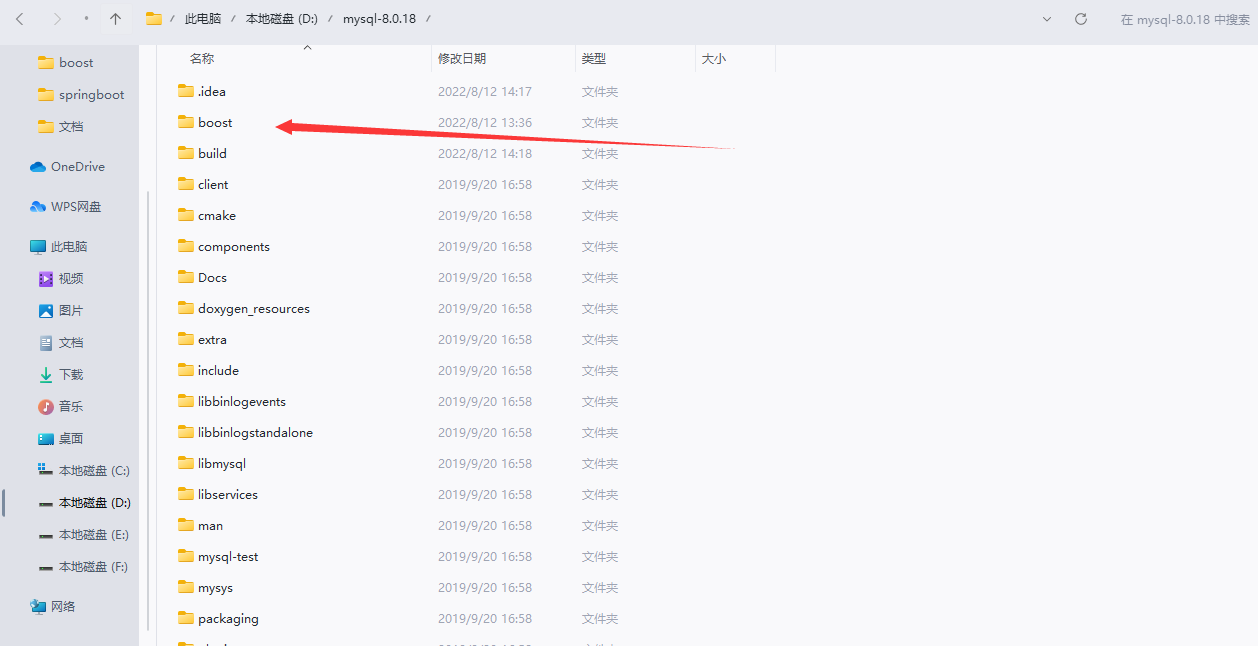 / 此电脑 / 本地磁盘 (D:) / mysql-8.0.18 /
在 mysql-8.0.18 中搜索
boost
springboot
文档
OneDrive
WPS网盘
此电脑
视频
图片
文档
下载
音乐
桌面
本地磁盘 (C:)
本地磁盘 (D:)
本地磁盘 (E:)
本地磁盘 (F:)
网络
名称 修改日期 类型 大小
.idea 2022/8/12 14:17 文件夹
boost 2022/8/12 13:36 文件夹
build 2022/8/12 14:18 文件夹
client 2019/9/20 16:58 文件夹
cmake 2019/9/20 16:58 文件夹
components 2019/9/20 16:58 文件夹
Docs 2019/9/20 16:58 文件夹
doxygen_resources 2019/9/20 16:58 文件夹
extra 2019/9/20 16:58 文件夹
include 2019/9/20 16:58 文件夹
libbinlogevents 2019/9/20 16:58 文件夹
libbinlogstandalone 2019/9/20 16:58 文件夹
libmysql 2019/9/20 16:58 文件夹
libservices 2019/9/20 16:58 文件夹
man 2019/9/20 16:58 文件夹
mysql-test 2019/9/20 16:58 文件夹
mysys 2019/9/20 16:58 文件夹
packaging 2019/9/20 16:58 文件夹